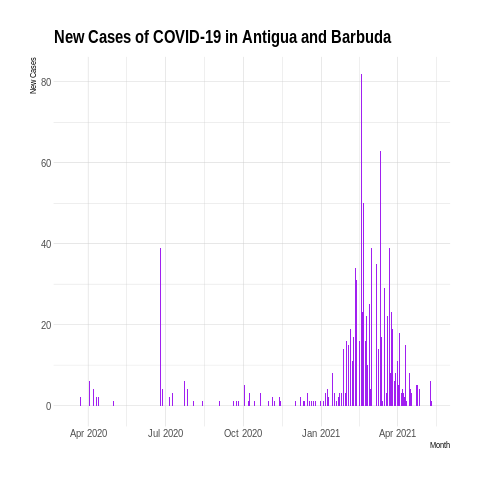 New Cases of COVID-19 in Antigua and Barbuda
New Cases
80
60
40
20
0
Apr 2020 Jul 2020 Oct 2020 Jan 2021 Apr 2021
Month